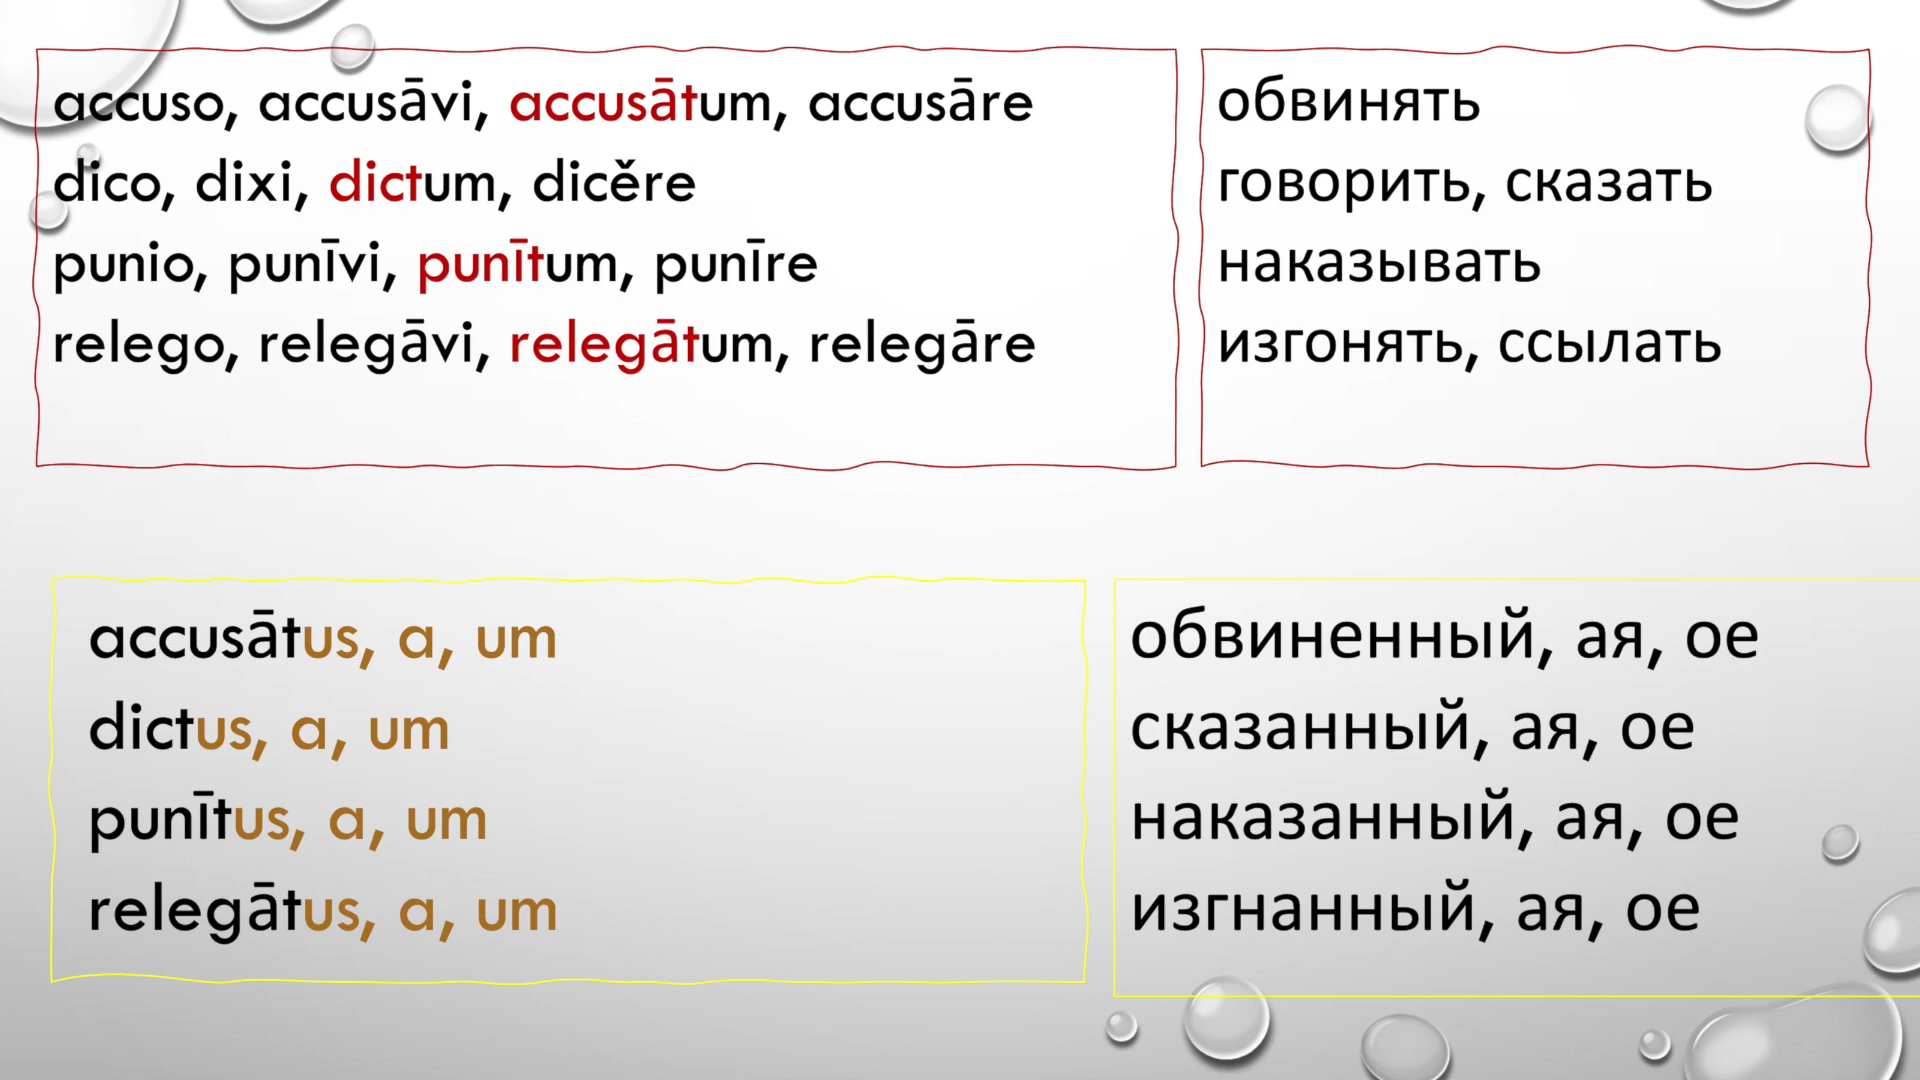 accuso, accusāvi, accusātum, accusāre
dico, dixi, dictum, dicěre
punio, punīvi, punītum, punīre
relego, relegāvi, relegātum, relegāre
обвинять
говорить, сказать
наказывать
изгонять, ссылать
accusātus, a, um
dictus, a, um
punītus, a, um
relegātus, a, um
обвиненный, ая, ое
сказанный, ая, ое
наказанный, ая, ое
изгнанный, ая, ое